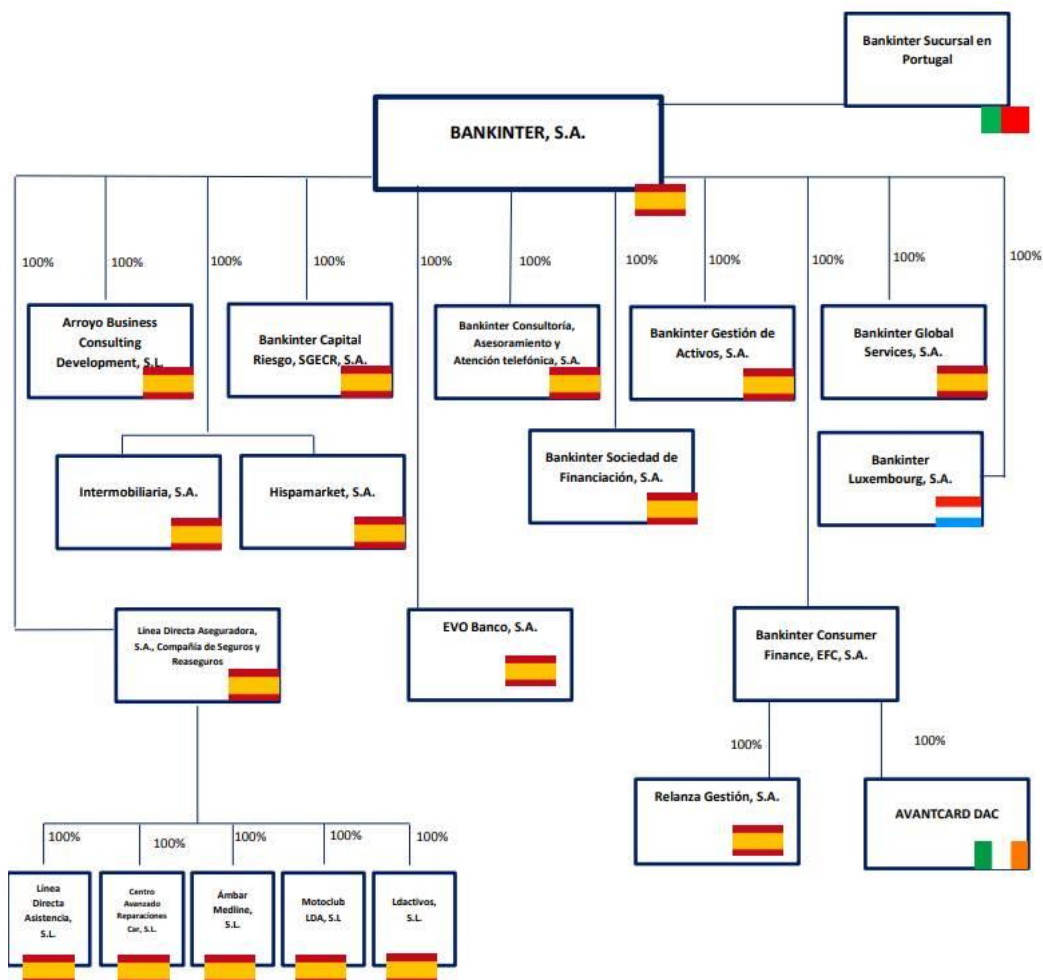 Bankinter Sucursal en
Portugal
BANKINTER, S.A.
100%
100%
100%
100%
100%
100%
100%
100%
100%
100%
100%
Arroyo Business
Consulting
Development, S.L.
Bankinter Capital
Riesgo, SGECR, S.A.
Bankinter Consultoría,
Asesoramiento y
Atención telefónica, S.A.
Bankinter Gestión de
Activos, S.A.
Bankinter Global
Services, S.A.
Intermobiliaria, S.A.
Hispamarket, S.A.
Bankinter Sociedad de
Financiación, S.A.
Bankinter
Luxembourg, S.A.
Línea Directa Aseguradora,
S.A., Compañía de Seguros y
Reaseguros
EVO Banco, S.A.
Bankinter Consumer
Finance, EFC, S.A.
100%
100%
Relanza Gestión, S.A.
AVANTCARD DAC
100%
100%
100%
100%
100%
Línea
Directa
Asistencia,
S.L.
Centro
Avanzado
Reparaciones
Car, S.L.
Ámbar
Medline,
S.L.
Motoclub
LDA, S.L
Ldactivos,
S.L.